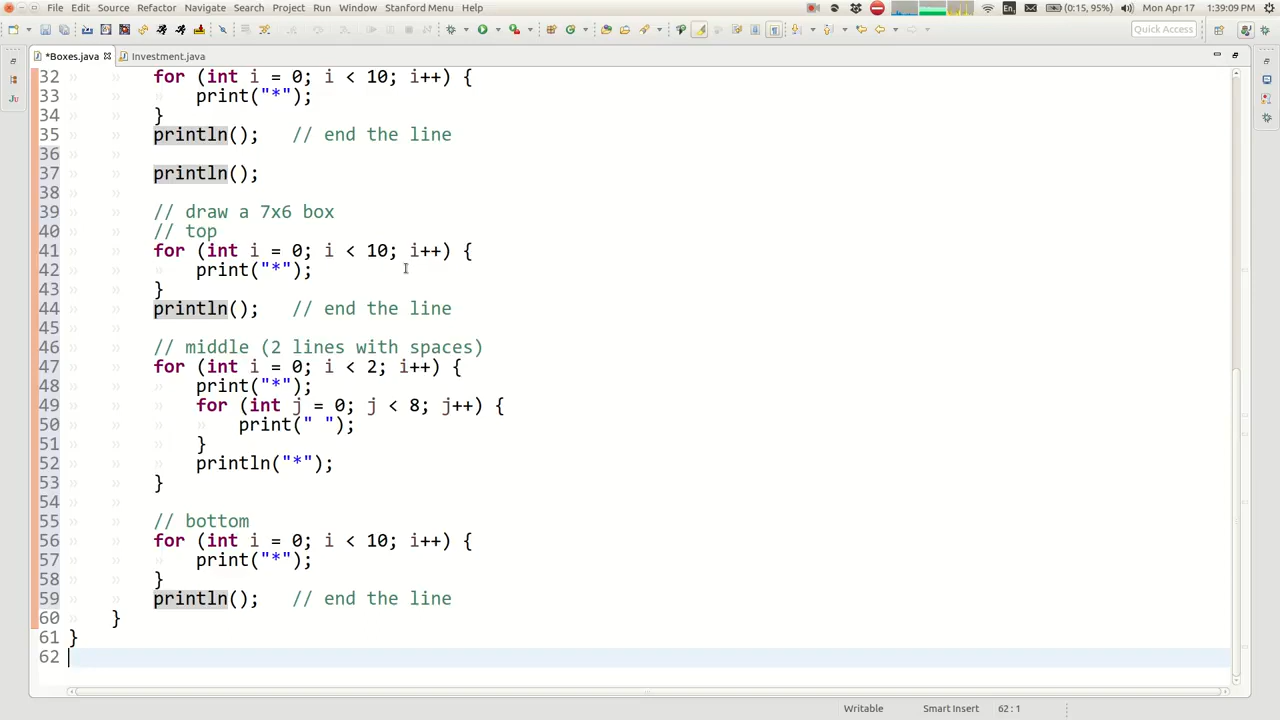 File Edit Source Refactor Navigate Search Project Run Window Stanford Menu Help
En (0:15, 95%) Mon Apr 17 1:39:09 PM
Quick Access
*Boxes.java Investment.java
32 for (int i = 0; i < 10; i++) {
33 print("*");
34 }
35 println(); // end the line
36
37 println();
38
39 // draw a 7x6 box
40 // top
41 for (int i = 0; i < 10; i++) {
42 print("*");
43 }
44 println(); // end the line
45
46 // middle (2 lines with spaces)
47 for (int i = 0; i < 2; i++) {
48 print("*");
49 for (int j = 0; j < 8; j++) {
50 print(" ");
51 }
52 println("*");
53 }
54
55 // bottom
56 for (int i = 0; i < 10; i++) {
57 print("*");
58 }
59 println(); // end the line
60 }
61 }
62
Writable Smart Insert 62 : 1